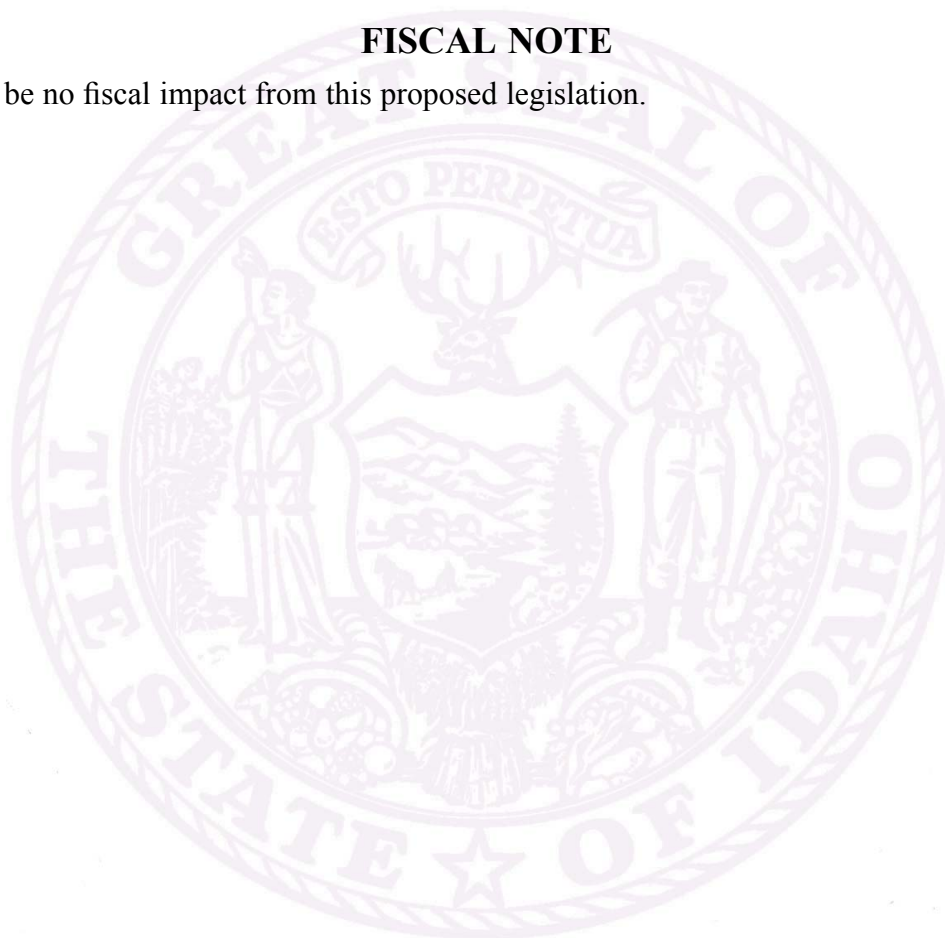 FISCAL NOTE
be no fiscal impact from this proposed legislation.
GREAT SEAL OF
ESTO PERPETUA
THE
IDAHO
STATE OF